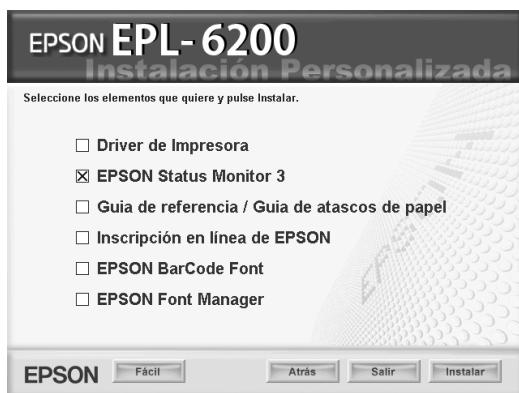 EPSON EPL-6200
Instalación Personalizada
Seleccione los elementos que quiere y pulse Instalar.
Driver de Impresora
EPSON Status Monitor 3
Guia de referencia / Guia de atascos de papel
Inscripción en línea de EPSON
EPSON BarCode Font
EPSON Font Manager
EPSON
EPSON Fácil Atrás Salir Instalar